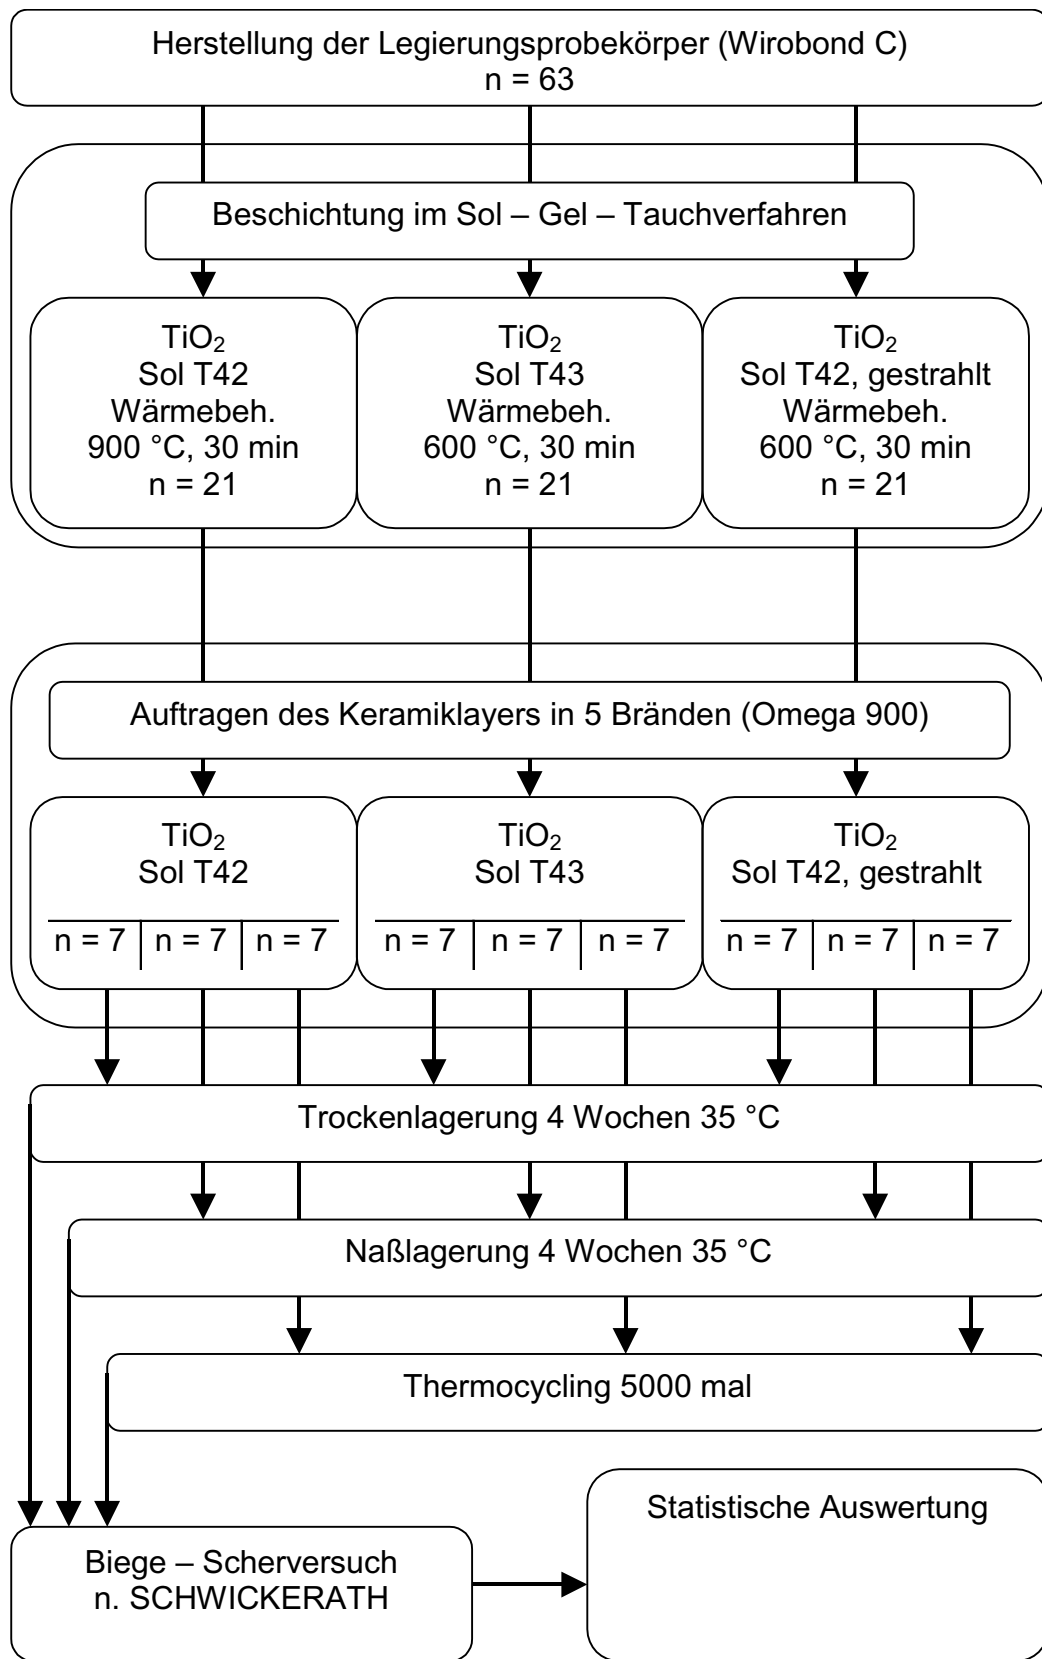 Herstellung der Legierungsprobekörper (Wirobond C)
n = 63
Beschichtung im Sol – Gel – Tauchverfahren
TiO₂
Sol T42
Wärmebeh.
900 °C, 30 min
n = 21
TiO₂
Sol T43
Wärmebeh.
600 °C, 30 min
n = 21
TiO₂
Sol T42, gestrahlt
Wärmebeh.
600 °C, 30 min
n = 21
Auftragen des Keramiklayers in 5 Bränden (Omega 900)
TiO₂
Sol T42
n = 7 n = 7 n = 7
TiO₂
Sol T43
n = 7 n = 7 n = 7
TiO₂
Sol T42, gestrahlt
n = 7 n = 7 n = 7
Trockenlagerung 4 Wochen 35 °C
Naßlagerung 4 Wochen 35 °C
Thermocycling 5000 mal
Biege – Scherversuch
n. SCHWICKERATH
Statistische Auswertung